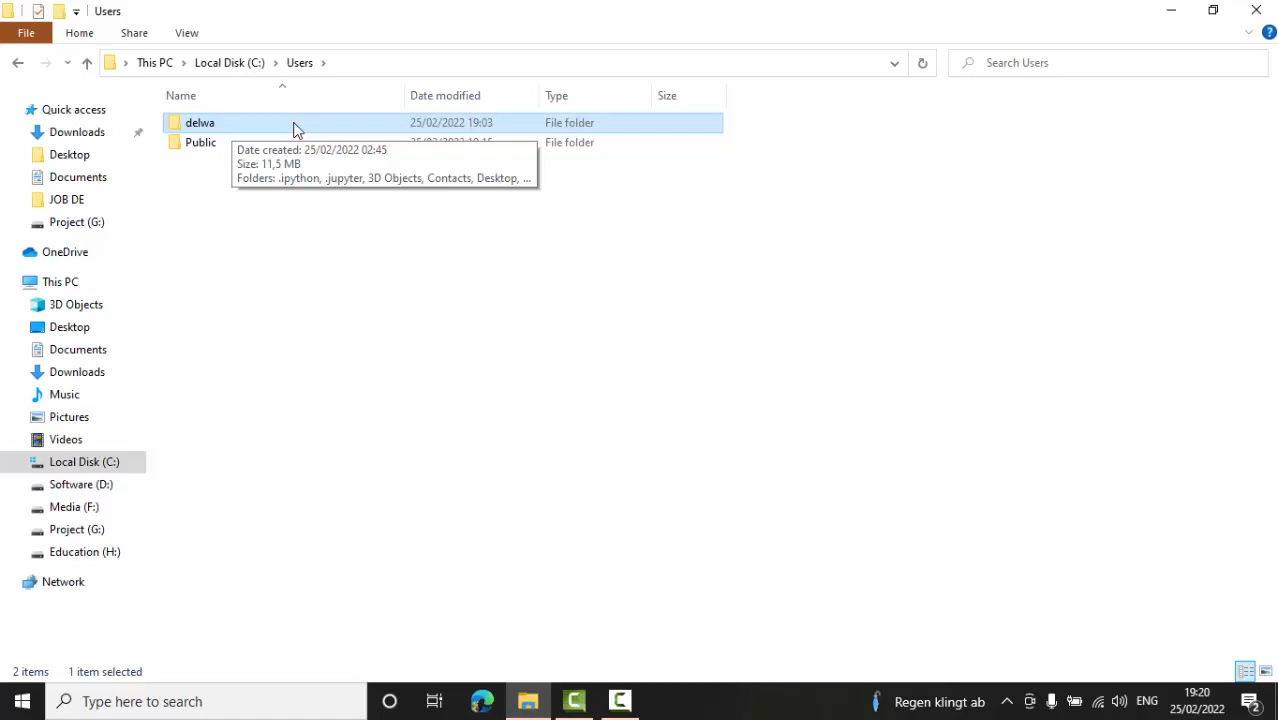 Users
File
Home
Share
View
This PC
Local Disk (C:)
Users
Search Users
Name
Date modified
Type
Size
delwa
25/02/2022 19:03
File folder
Public
File folder
Date created: 25/02/2022 02:45
Size: 11,5 MB
Folders: .ipython, .jupyter, 3D Objects, Contacts, Desktop, ...
Quick access
Downloads
Desktop
Documents
JOB DE
Project (G:)
OneDrive
This PC
3D Objects
Desktop
Documents
Downloads
Music
Pictures
Videos
Local Disk (C:)
Software (D:)
Media (F:)
Project (G:)
Education (H:)
Network
2 items
1 item selected
Type here to search
Regen klingt ab
ENG
19:20
25/02/2022
2